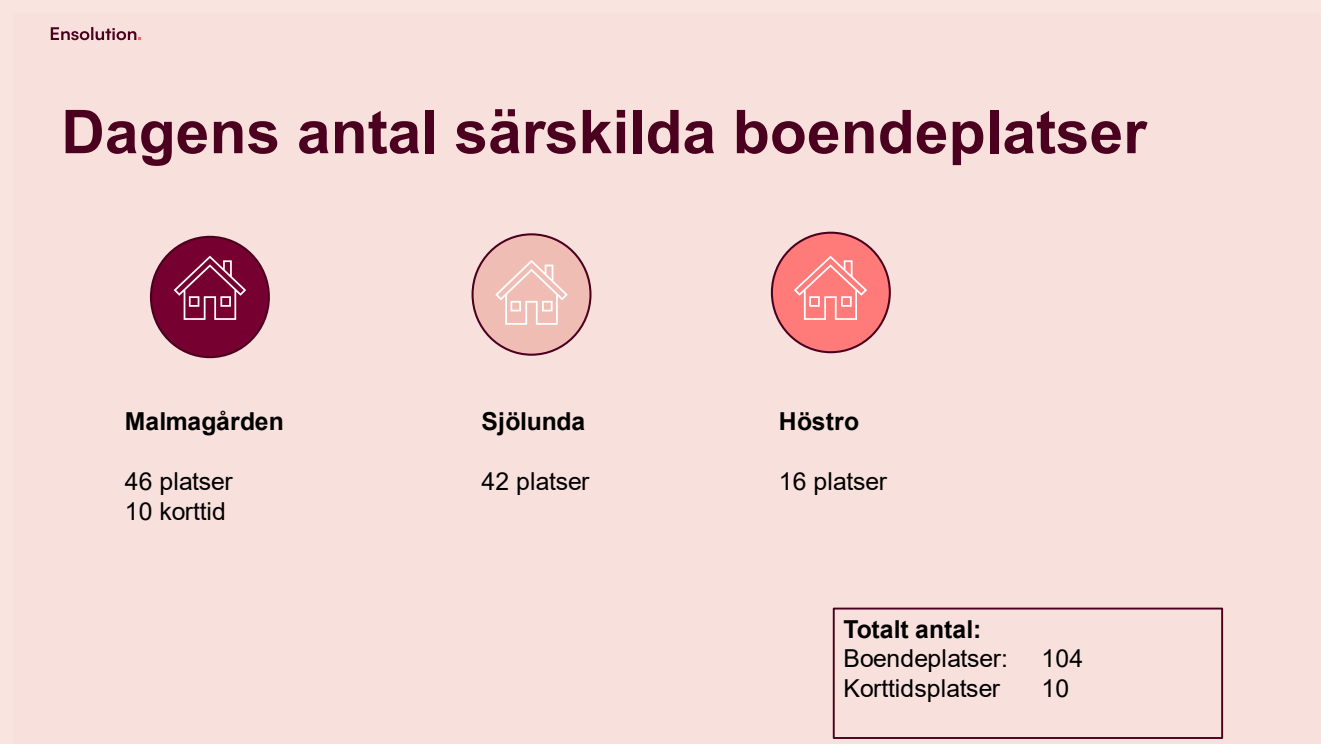 Ensolution.
Dagens antal särskilda boendeplatser
Malmagården
46 platser
10 korttid
Sjölunda
42 platser
Höstro
16 platser
Totalt antal:
Boendeplatser: 104
Korttidsplatser 10